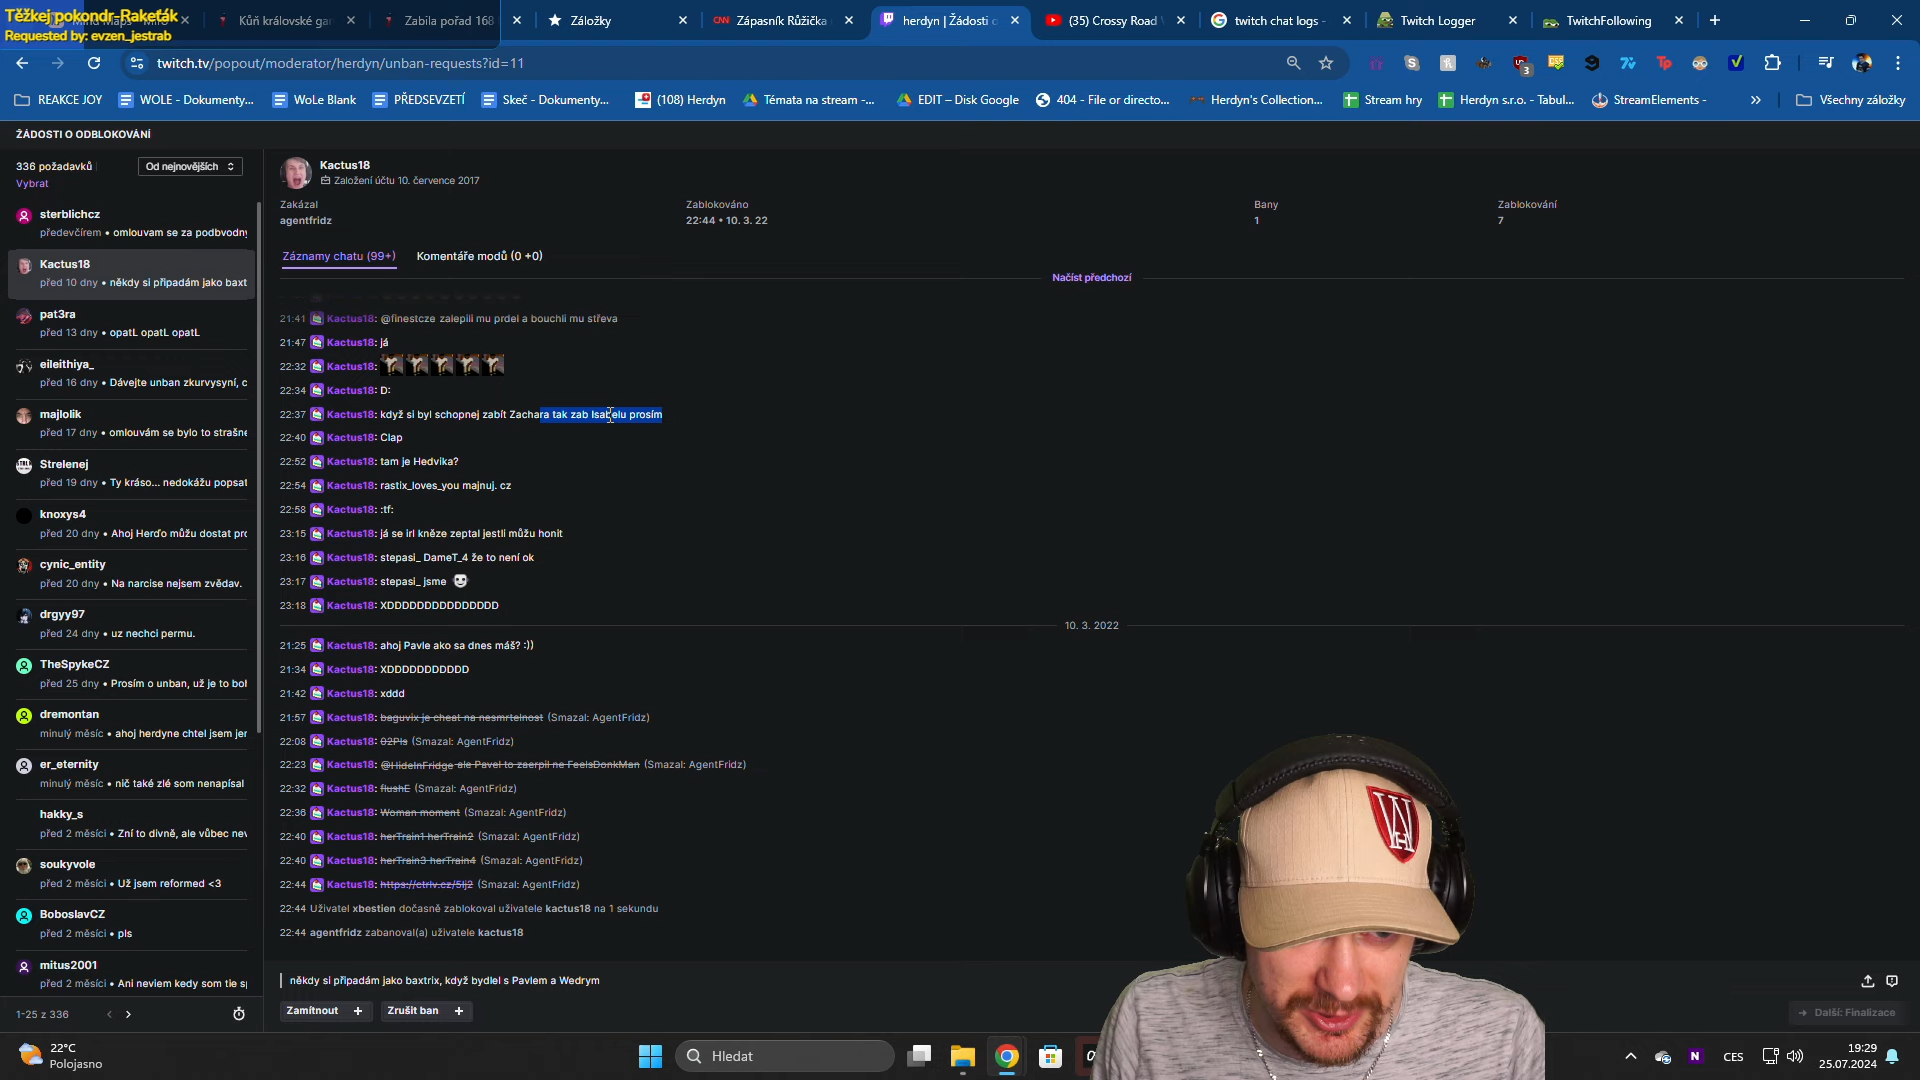 Těžkej pokondr-Raketák
Requested by: evzen_jestrab
Kůň královské ga
Zabila pořad 168
Záložky
Zápasník Růžička
herdyn | Žádosti o
(35) Crossy Road
twitch chat logs -
Twitch Logger
TwitchFollowing
twitch.tv/popout/moderator/herdyn/unban-requests?id=11
REAKCE JOY
WOLE - Dokumenty...
WoLe Blank
PŘEDSEVZETÍ
Skeč - Dokumenty...
(108) Herdyn
Témata na stream -...
EDIT – Disk Google
404 - File or directo...
Herdyn's Collection...
Stream hry
Herdyn s.r.o. - Tabul...
StreamElements -
Všechny záložky
ŽÁDOSTI O ODBLOKOVÁNÍ
336 požadavků
Od nejnovějších
Vybrat
sterblichcz
předevčírem • omlouvam se za podbvodny
Kactus18
před 10 dny • někdy si připadám jako baxt
pat3ra
před 13 dny • opatL opatL opatL
eileithiya_
před 16 dny • Dávejte unban zkurvysyní, c
majlolik
před 17 dny • omlouvám se bylo to strašne
Strelenej
před 19 dny • Ty kráso... nedokážu popsat
knoxys4
před 20 dny • Ahoj Herďo můžu dostat pro
cynic_entity
před 20 dny • Na narcise nejsem zvědav.
drgyy97
před 24 dny • uz nechci permu.
TheSpykeCZ
před 25 dny • Prosím o unban, už je to boh
dremontan
minulý měsíc • ahoj herdyne chtel jsem jen
er_eternity
minulý měsíc • nič také zlé som nenapísal
hakky_s
před 2 měsíci • Zní to divně, ale vůbec nev
soukyvole
před 2 měsíci • Už jsem reformed <3
BoboslavCZ
před 2 měsíci • pls
mitus2001
před 2 měsíci • Ani neviem kedy som tie sp
1-25 z 336
Kactus18
Založení účtu 10. července 2017
Zakázal
agentfridz
Zablokováno
22:44 • 10. 3. 22
Bany
1
Zablokování
7
Záznamy chatu (99+)
Komentáře modů (0 +0)
Načíst předchozí
21:41 Kactus18: @finestcze zalepili mu prdel a bouchli mu střeva
21:47 Kactus18: já
22:32 Kactus18:
22:34 Kactus18: D:
22:37 Kactus18: když si byl schopnej zabít Zachara tak zab Isabelu prosím
22:40 Kactus18: Clap
22:52 Kactus18: tam je Hedvika?
22:54 Kactus18: rastix_loves_you majnuj. cz
22:58 Kactus18: :tf:
23:15 Kactus18: já se irl kněze zeptal jestli můžu honit
23:16 Kactus18: stepasi_ DameT_4 že to není ok
23:17 Kactus18: stepasi_ jsme
23:18 Kactus18: XDDDDDDDDDDDDDDD
10. 3. 2022
21:25 Kactus18: ahoj Pavle ako sa dnes máš? :))
21:34 Kactus18: XDDDDDDDDDDD
21:42 Kactus18: xddd
21:57 Kactus18: baguvix je cheat na nesmrtelnost (Smazal: AgentFridz)
22:08 Kactus18: 02Pls (Smazal: AgentFridz)
22:23 Kactus18: @HideInFridge ale Pavel to zaerpil ne FeelsDonkMan (Smazal: AgentFridz)
22:32 Kactus18: flushE (Smazal: AgentFridz)
22:36 Kactus18: Woman moment (Smazal: AgentFridz)
22:40 Kactus18: herTrain1 herTrain2 (Smazal: AgentFridz)
22:40 Kactus18: herTrain3 herTrain4 (Smazal: AgentFridz)
22:44 Kactus18: https://ctrlv.cz/5Ij2 (Smazal: AgentFridz)
22:44 Uživatel xbestien dočasně zablokoval uživatele kactus18 na 1 sekundu
22:44 agentfridz zabanoval(a) uživatele kactus18
někdy si připadám jako baxtrix, když bydlel s Pavlem a Wedrym
Zamítnout +
Zrušit ban +
Další: Finalizace
22°C
Polojasno
Hledat
CES
19:29
25.07.2024